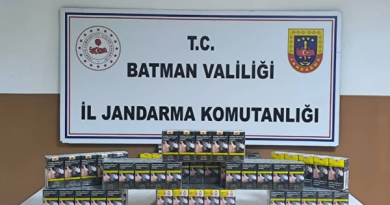 T.C.
BATMAN VALİLİĞİ
İL JANDARMA KOMUTANLIĞI